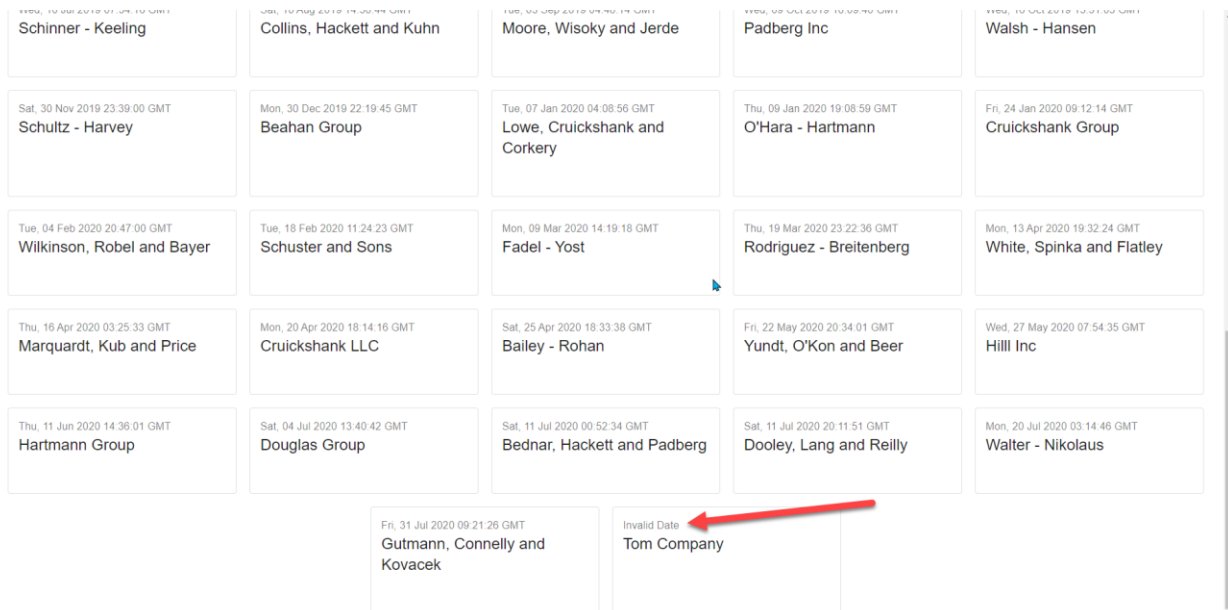 Schinner - Keeling
Collins, Hackett and Kuhn
Moore, Wisoky and Jerde
Padberg Inc
Walsh - Hansen
Sat, 30 Nov 2019 23:39:00 GMT
Schultz - Harvey
Mon, 30 Dec 2019 22:19:45 GMT
Beahan Group
Tue, 07 Jan 2020 04:08:56 GMT
Lowe, Cruickshank and
Corkery
Thu, 09 Jan 2020 19:08:59 GMT
O'Hara - Hartmann
Fri, 24 Jan 2020 09:12:14 GMT
Cruickshank Group
Tue, 04 Feb 2020 20:47:00 GMT
Wilkinson, Robel and Bayer
Tue, 18 Feb 2020 11:24:23 GMT
Schuster and Sons
Mon, 09 Mar 2020 14:19:18 GMT
Fadel - Yost
Thu, 19 Mar 2020 23:22:36 GMT
Rodriguez - Breitenberg
Mon, 13 Apr 2020 19:32:24 GMT
White, Spinka and Flatley
Thu, 16 Apr 2020 03:25:33 GMT
Marquardt, Kub and Price
Mon, 20 Apr 2020 18:14:16 GMT
Cruickshank LLC
Sat, 25 Apr 2020 18:33:38 GMT
Bailey - Rohan
Fri, 22 May 2020 20:34:01 GMT
Yundt, O'Kon and Beer
Wed, 27 May 2020 07:54:35 GMT
Hilll Inc
Thu, 11 Jun 2020 14:36:01 GMT
Hartmann Group
Sat, 04 Jul 2020 13:40:42 GMT
Douglas Group
Sat, 11 Jul 2020 00:52:34 GMT
Bednar, Hackett and Padberg
Sat, 11 Jul 2020 20:11:51 GMT
Dooley, Lang and Reilly
Mon, 20 Jul 2020 03:14:46 GMT
Walter - Nikolaus
Fri, 31 Jul 2020 09:21:26 GMT
Gutmann, Connelly and
Kovacek
Invalid Date
Tom Company